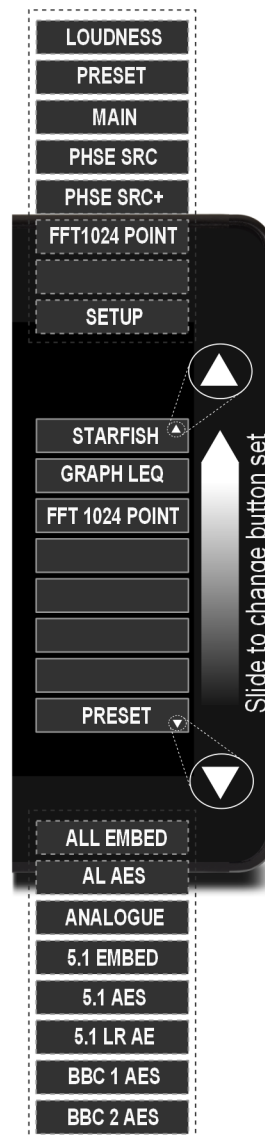 LOUDNESS
PRESET
MAIN
PHSE SRC
PHSE SRC+
FFT1024 POINT
SETUP
STARFISH
GRAPH LEQ
FFT 1024 POINT
PRESET
Slide to change button set
ALL EMBED
AL AES
ANALOGUE
5.1 EMBED
5.1 AES
5.1 LR AE
BBC 1 AES
BBC 2 AES